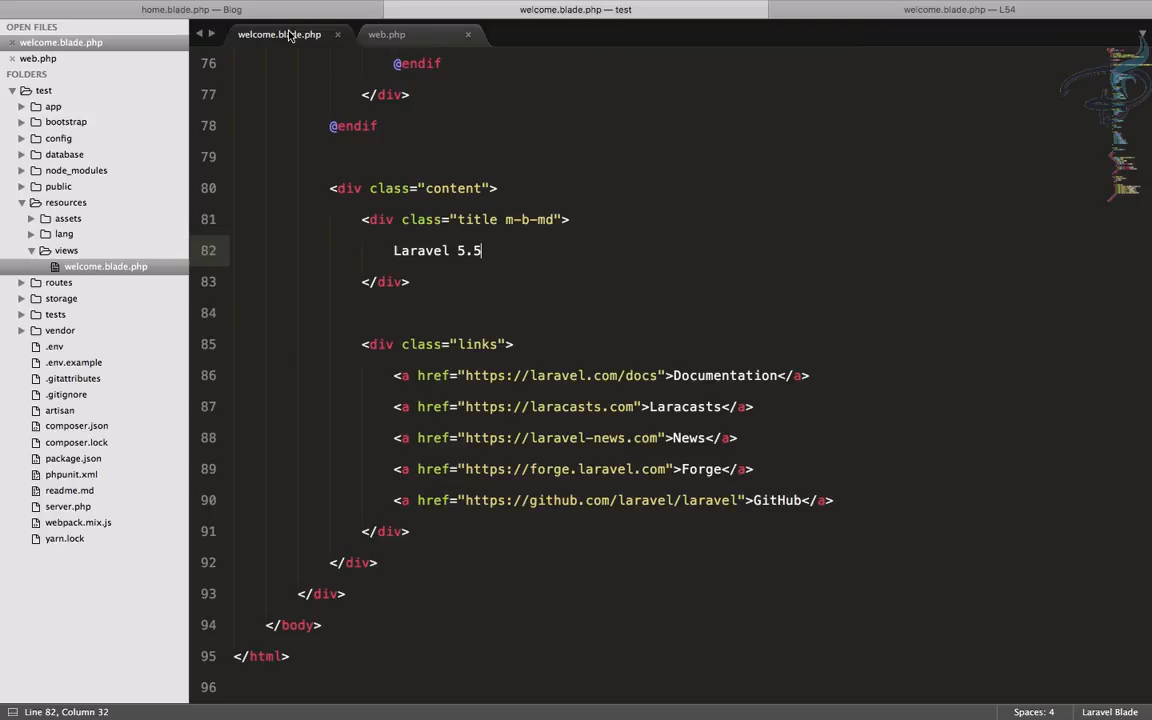 home.blade.php — Blog
welcome.blade.php — test
welcome.blade.php — L54
OPEN FILES
welcome.blade.php
web.php
FOLDERS
test
app
bootstrap
config
database
node_modules
public
resources
assets
lang
views
welcome.blade.php
routes
storage
tests
vendor
.env
.env.example
.gitattributes
.gitignore
artisan
composer.json
composer.lock
package.json
phpunit.xml
readme.md
server.php
webpack.mix.js
yarn.lock
welcome.blade.php
web.php
76 @endif
77 </div>
78 @endif
79
80 <div class="content">
81 <div class="title m-b-md">
82 Laravel 5.5
83 </div>
84
85 <div class="links">
86 <a href="https://laravel.com/docs">Documentation</a>
87 <a href="https://laracasts.com">Laracasts</a>
88 <a href="https://laravel-news.com">News</a>
89 <a href="https://forge.laravel.com">Forge</a>
90 <a href="https://github.com/laravel/laravel">GitHub</a>
91 </div>
92 </div>
93 </div>
94 </body>
95 </html>
96
Line 82, Column 32
Spaces: 4
Laravel Blade